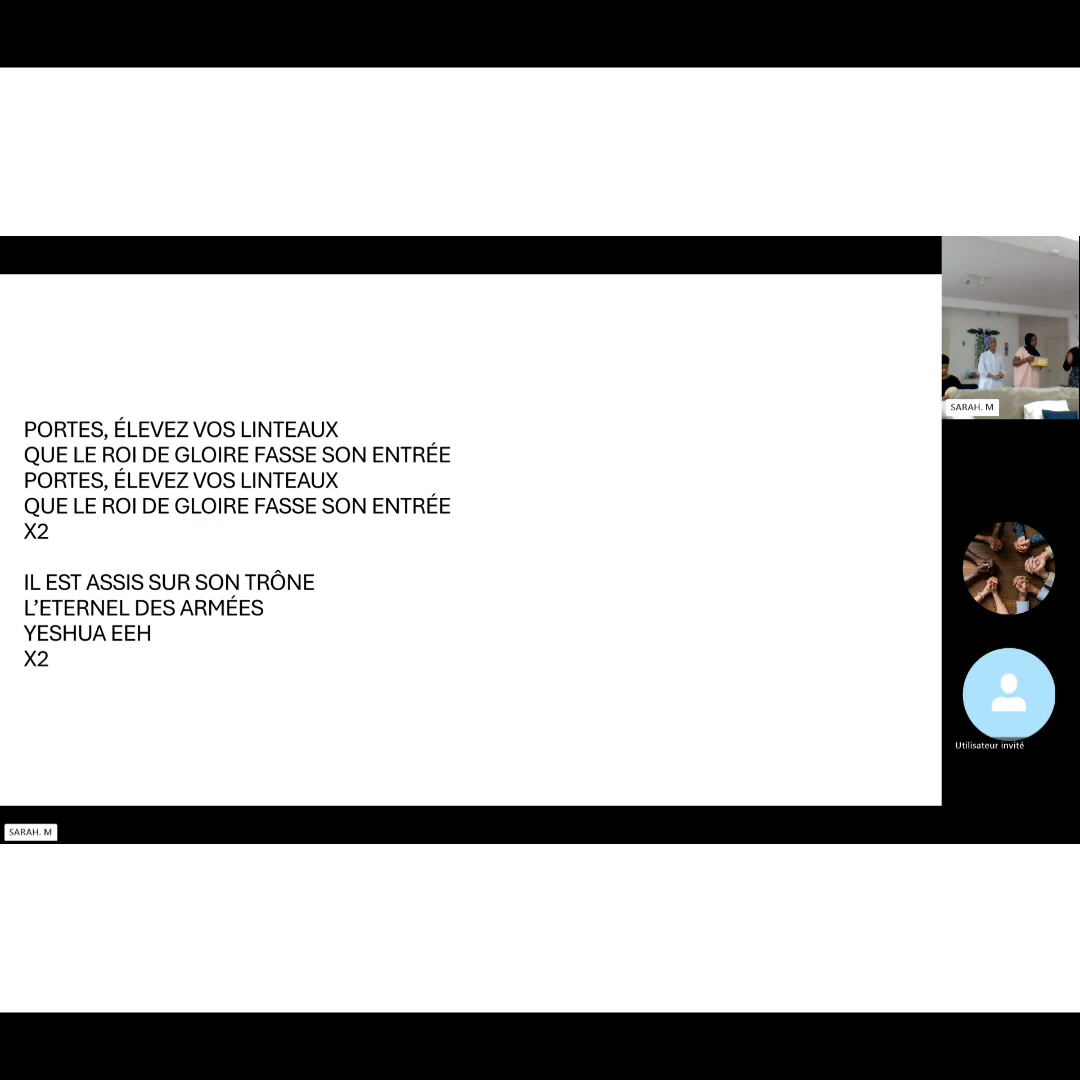 PORTES, ÉLEVEZ VOS LINTEAUX
QUE LE ROI DE GLOIRE FASSE SON ENTRÉE
PORTES, ÉLEVEZ VOS LINTEAUX
QUE LE ROI DE GLOIRE FASSE SON ENTRÉE
X2
IL EST ASSIS SUR SON TRÔNE
L’ETERNEL DES ARMÉES
YESHUA EEH
X2
SARAH. M
Utilisateur invité
SARAH. M